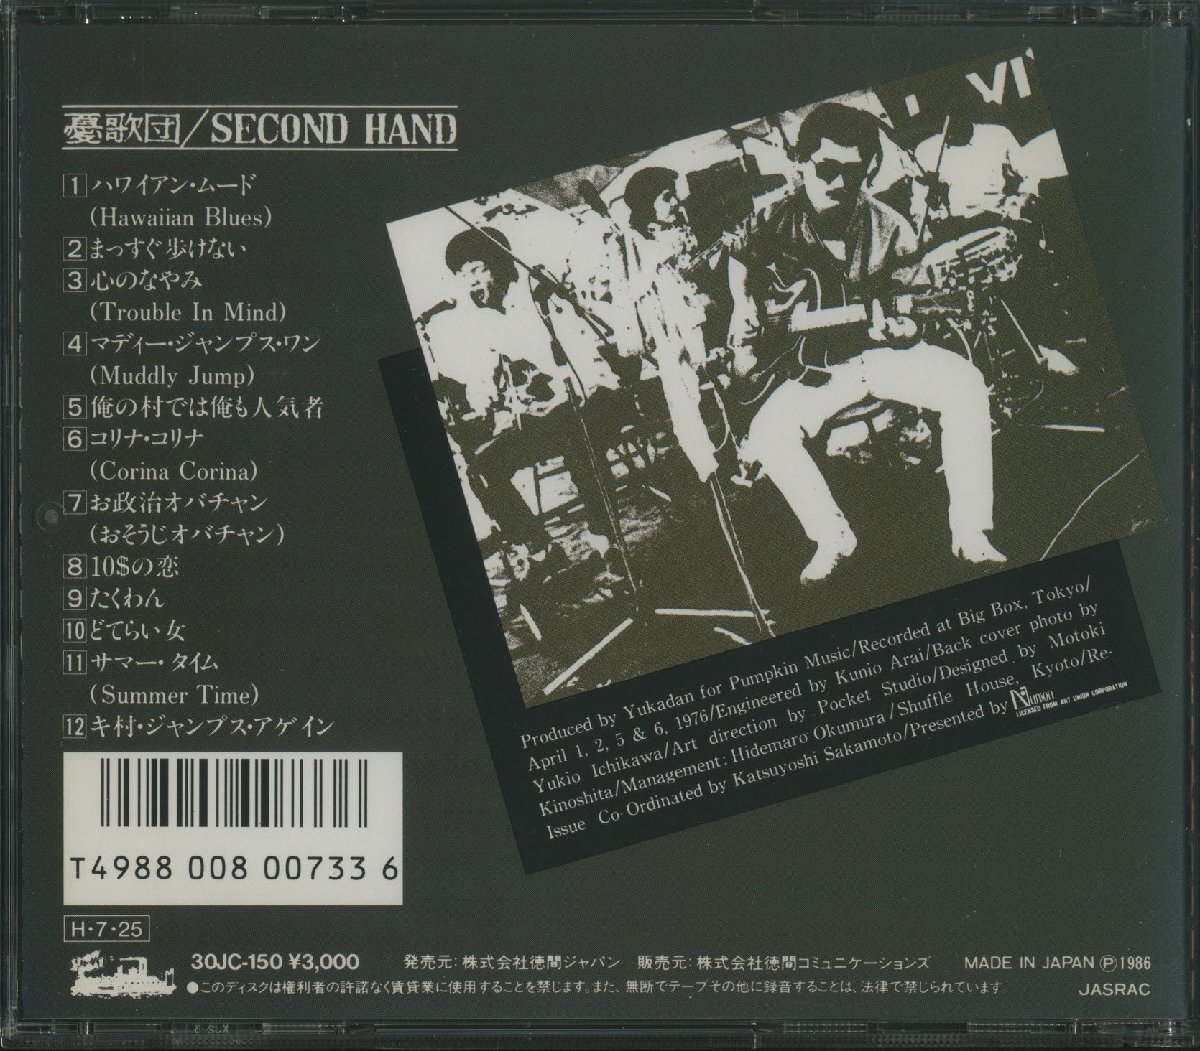 憂歌団/SECOND HAND
1 ハワイアン・ムード
(Hawaiian Blues)
2 まっすぐ歩けない
3 心のなやみ
(Trouble In Mind)
4 マディー・ジャンプス・ワン
(Muddly Jump)
5 俺の村では俺も人気者
6 コリナ・コリナ
(Corina Corina)
7 お政治オバチャン
(おそうじオバチャン)
8 10$の恋
9 たくわん
10 どてらい女
11 サマー・タイム
(Summer Time)
12 キ村・ジャンプス・アゲイン
VI
Produced by Yukadan for Pumpkin Music/Recorded at Big Box, Tokyo/
April 1, 2, 5 & 6, 1976/Engineered by Kunio Arai/Back cover photo by
Yukio Ichikawa/Art direction by Pocket Studio/Designed by Motoki
Kinoshita/Management: Hidemaro Okumura/Shuffle House, Kyoto/Re-
Issue Co-Ordinated by Katsuyoshi Sakamoto/Presented by
LICENSED FROM ART UNION CORPORATION
T4988 008 00733 6
H・7・25
30JC-150 ¥3,000 発売元:株式会社徳間ジャパン 販売元:株式会社徳間コミュニケーションズ MADE IN JAPAN Ⓟ1986
●このディスクは権利者の許諾なく賃貸業に使用することを禁じます。また、無断でテープその他に録音することは、法律で禁じられています。 JASRAC